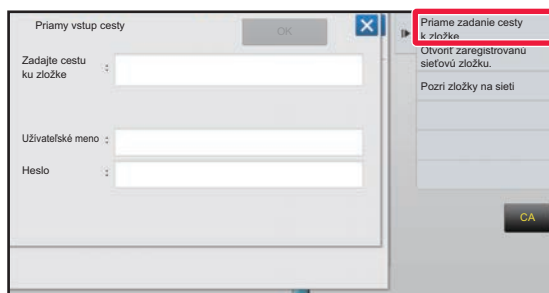 Priamy vstup cesty
OK
Zadajte cestu
ku zložke :
Užívateľské meno :
Heslo :
Priame zadanie cesty
k zložke
Otvoriť zaregistrovanú
sieťovú zložku.
Pozri zložky na sieti
CA